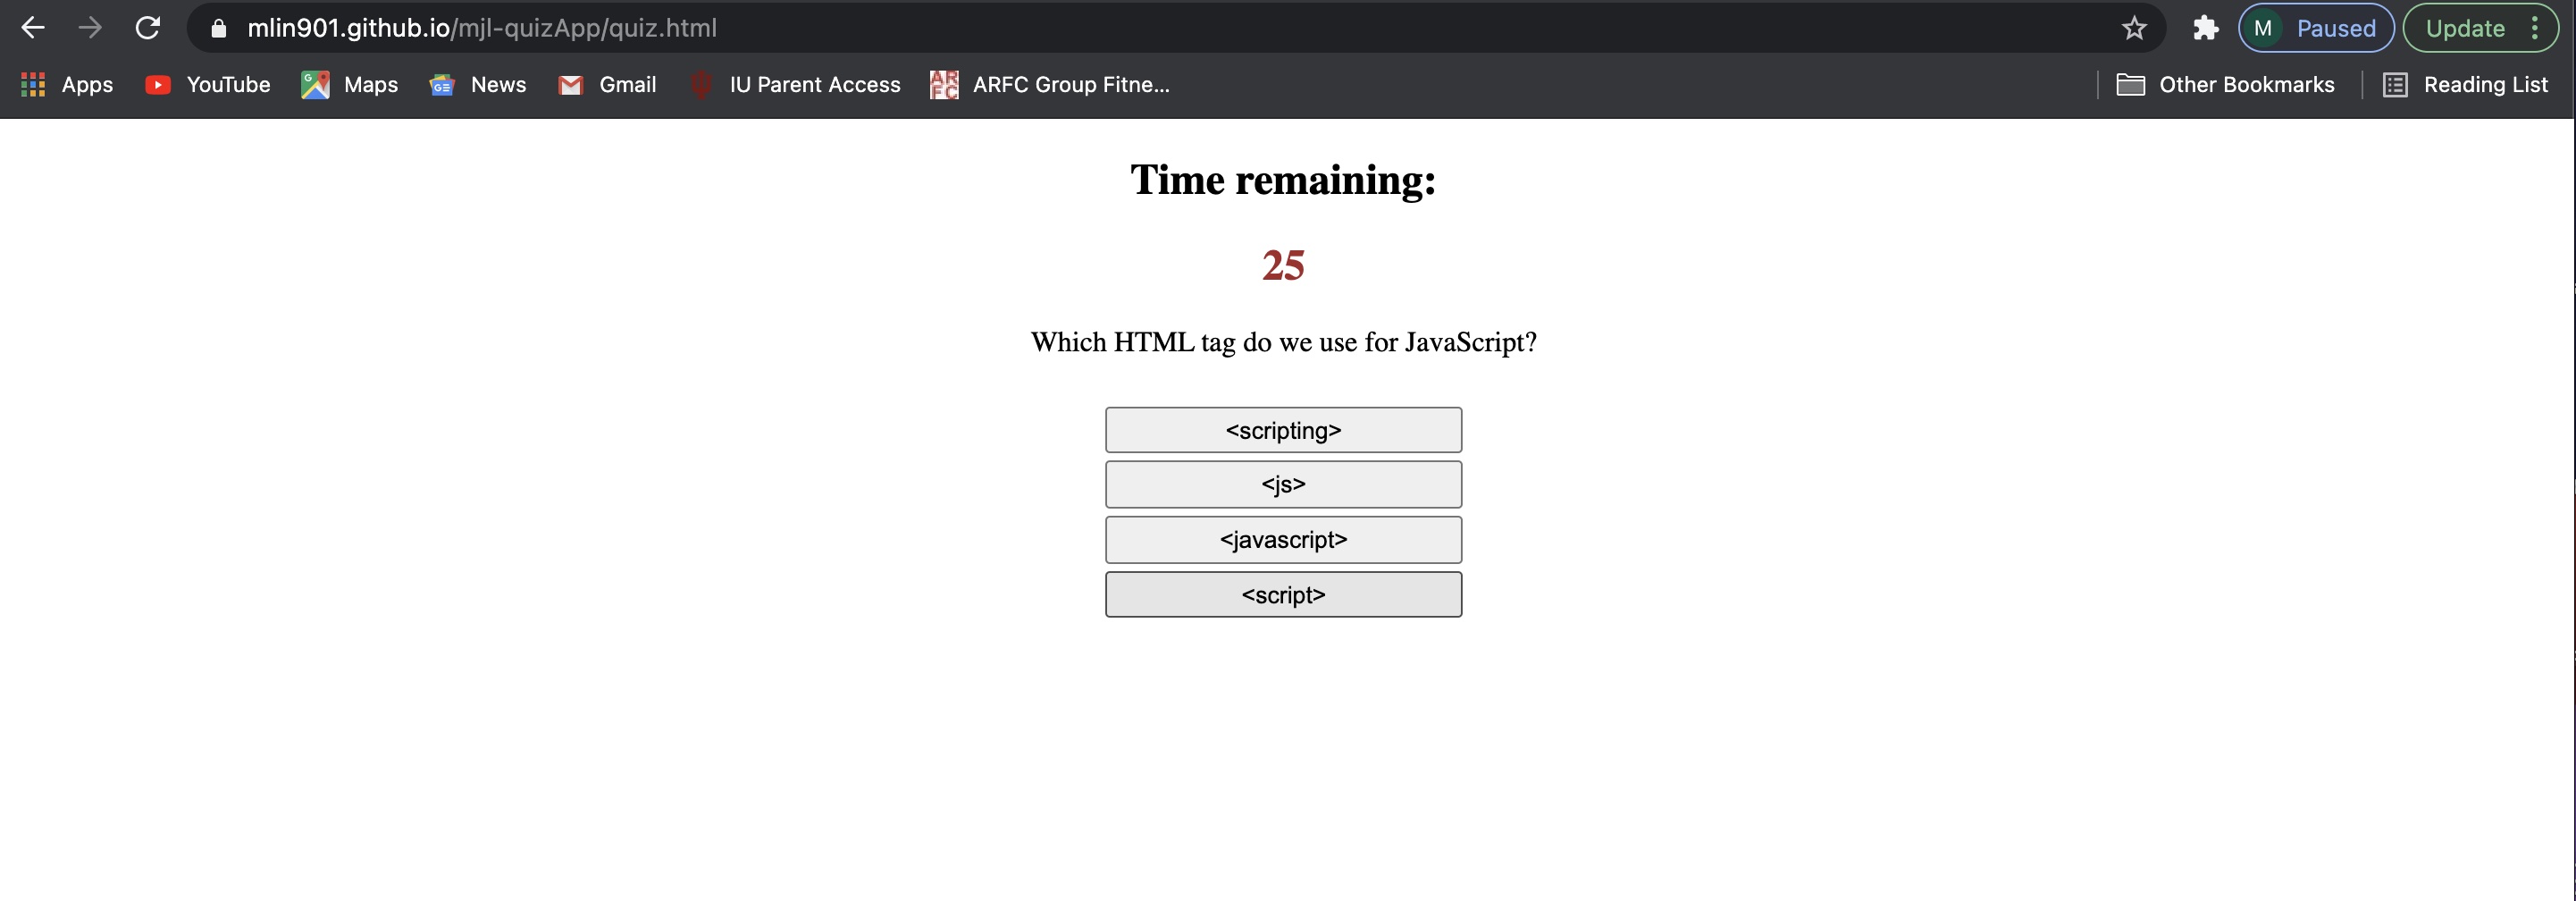 mlin901.github.io/mjl-quizApp/quiz.html M Paused Update
Apps YouTube Maps GE News Gmail IU Parent Access ARFC ARFC Group Fitne... Other Bookmarks Reading List
Time remaining:
25
Which HTML tag do we use for JavaScript?
<scripting>
<js>
<javascript>
<script>